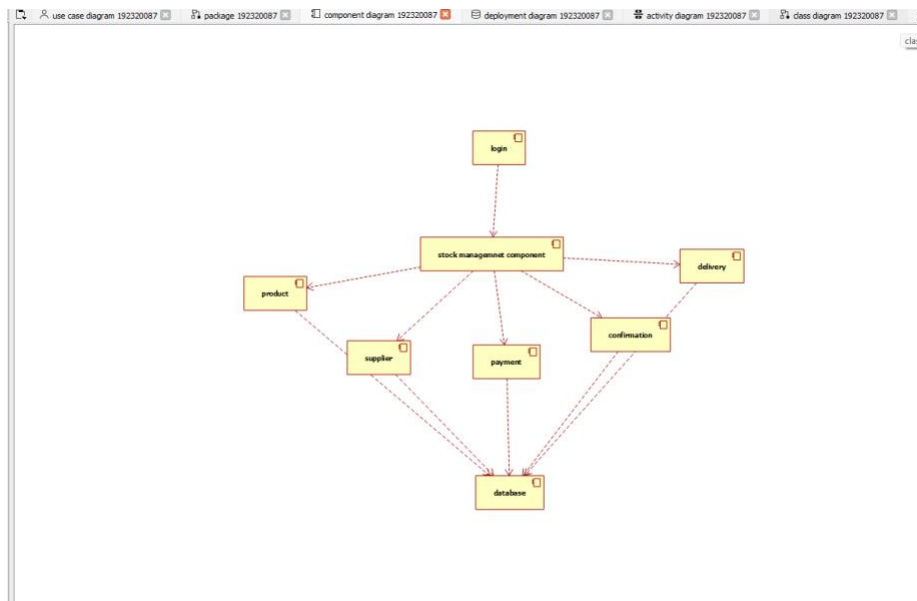 use case diagram 192320087
package 192320087
component diagram 192320087
deployment diagram 192320087
activity diagram 192320087
class diagram 192320087
clas
login
stock managemnet component
delivery
product
confirmation
supplier
payment
database